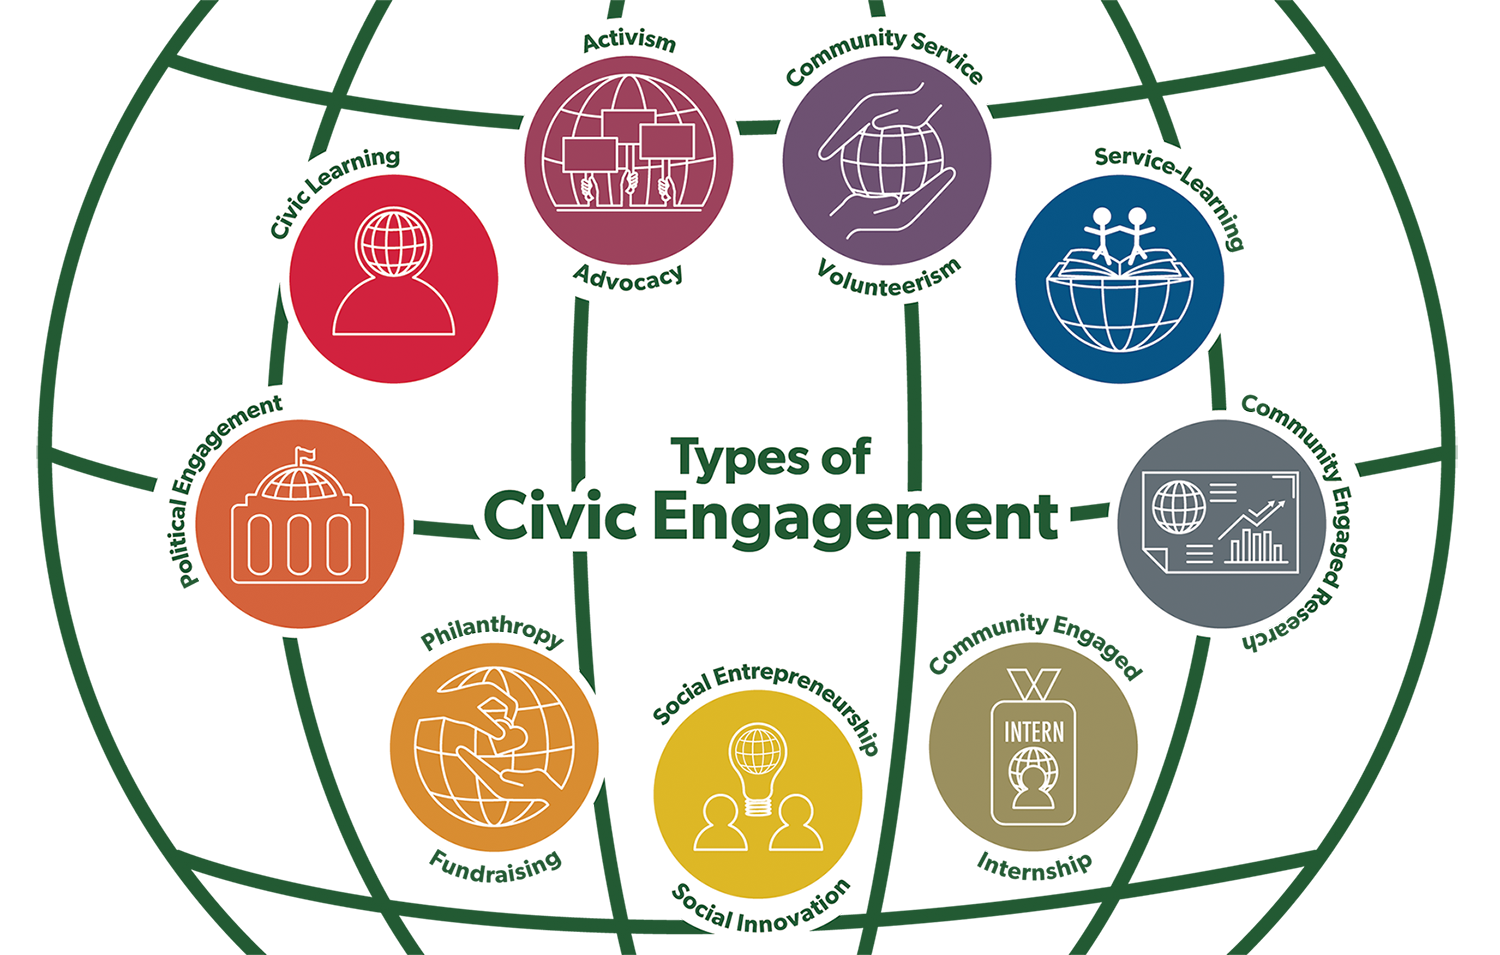 Activism
Advocacy
Community Service
Volunteerism
Civic Learning
Service-Learning
Political Engagement
Types of
Civic Engagement
Community Engaged Research
Philanthropy
Fundraising
Social Entrepreneurship
Social Innovation
Community Engaged
INTERN
Internship